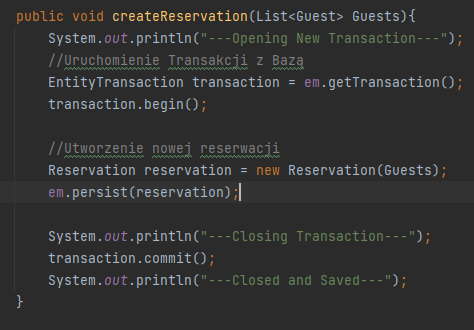 public void createReservation(List<Guest> Guests){
System.out.println("---Opening New Transaction---");
//Uruchomienie Transakcji z Bazą
EntityTransaction transaction = em.getTransaction();
transaction.begin();
//Utworzenie nowej reserwacji
Reservation reservation = new Reservation(Guests);
em.persist(reservation);
System.out.println("---Closing Transaction---");
transaction.commit();
System.out.println("---Closed and Saved---");
}